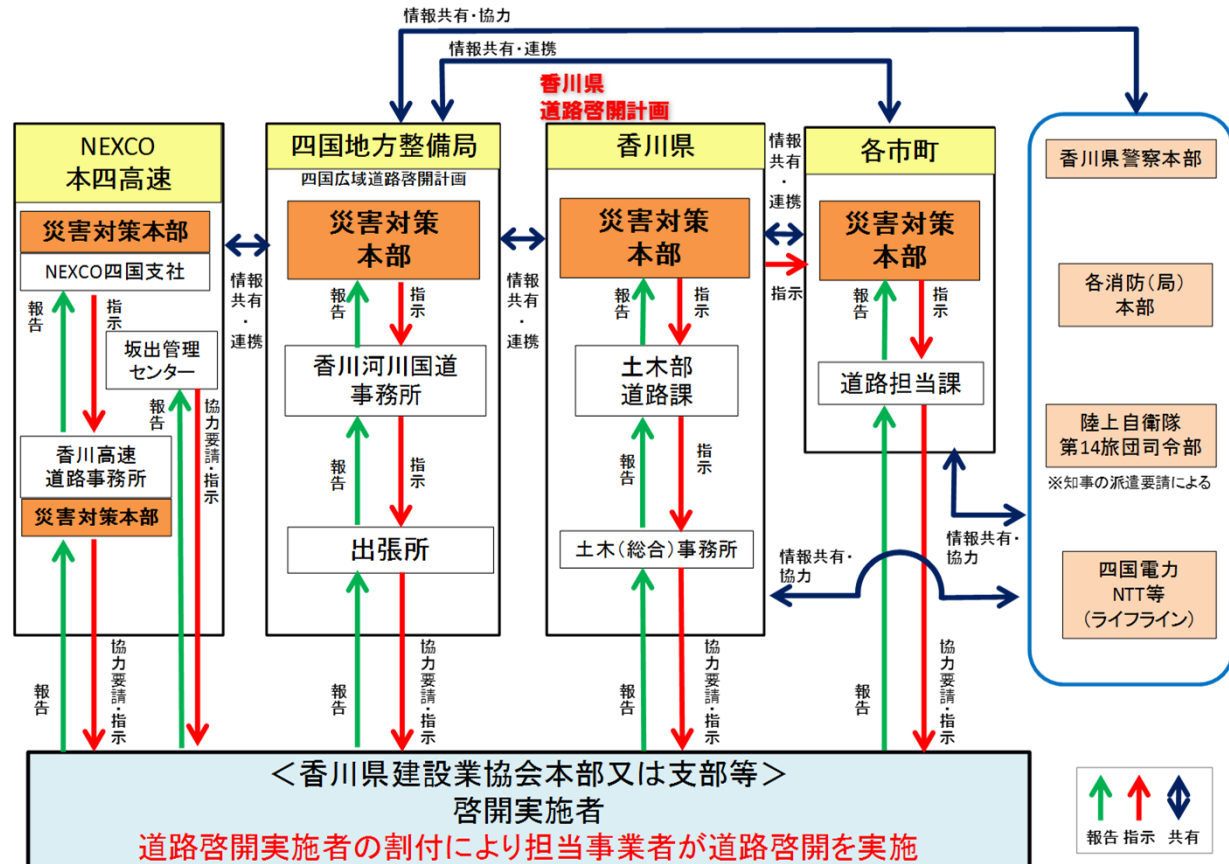 情報共有・協力
情報共有・連携
香川県
道路啓開計画
NEXCO
本四高速
災害対策本部
NEXCO四国支社
報告
指示
坂出管理
センター
報告
協力要請・指示
香川高速
道路事務所
災害対策本部
報告
協力要請・指示
情報
共有
・
連携
四国地方整備局
四国広域道路啓開計画
災害対策
本部
報告
指示
香川河川国道
事務所
報告
指示
出張所
報告
協力要請・指示
情報
共有
・
連携
香川県
災害対策
本部
報告
指示
土木部
道路課
報告
指示
土木(総合)事務所
報告
協力要請・指示
情報
共有
・
連携
指示
各市町
災害対策
本部
報告
指示
道路担当課
報告
協力要請・指示
情報共有・
協力
情報共有・
協力
香川県警察本部
各消防(局)
本部
陸上自衛隊
第14旅団司令部
※知事の派遣要請による
四国電力
NTT等
(ライフライン)
＜香川県建設業協会本部又は支部等＞
啓開実施者
道路啓開実施者の割付により担当事業者が道路啓開を実施
報告 指示 共有